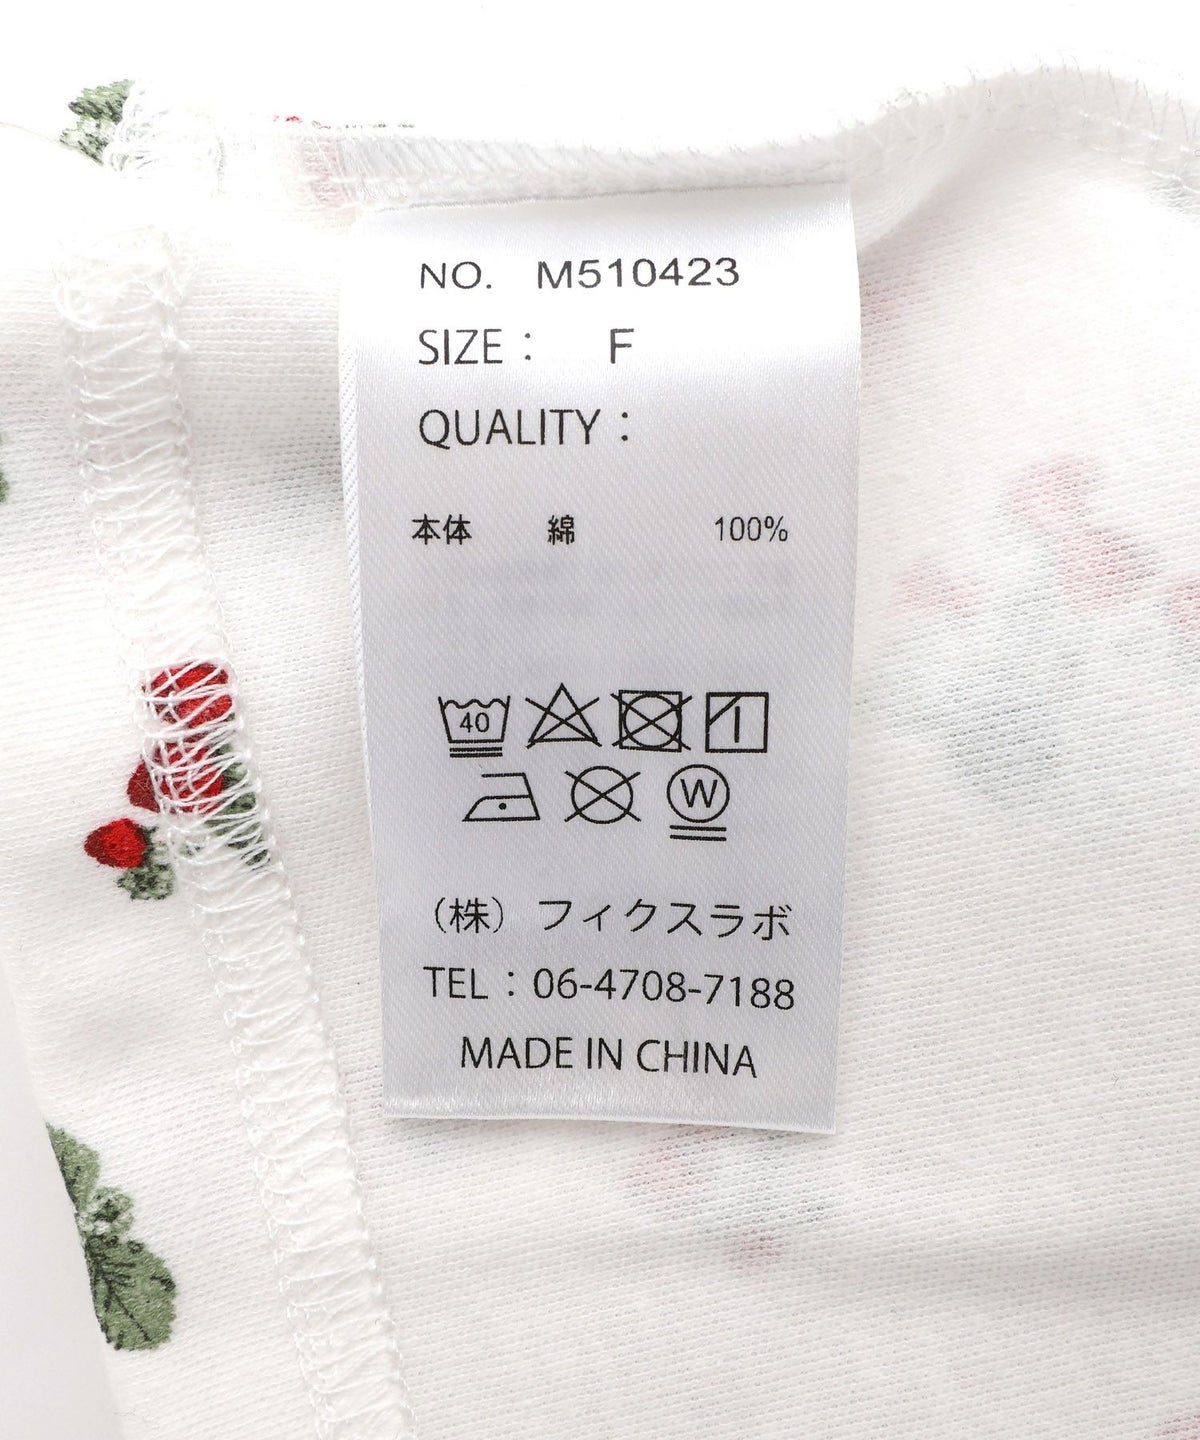 NO. M510423
SIZE： F
QUALITY：
本体 綿 100%
40
W
（株）フィクスラボ
TEL：06-4708-7188
MADE IN CHINA